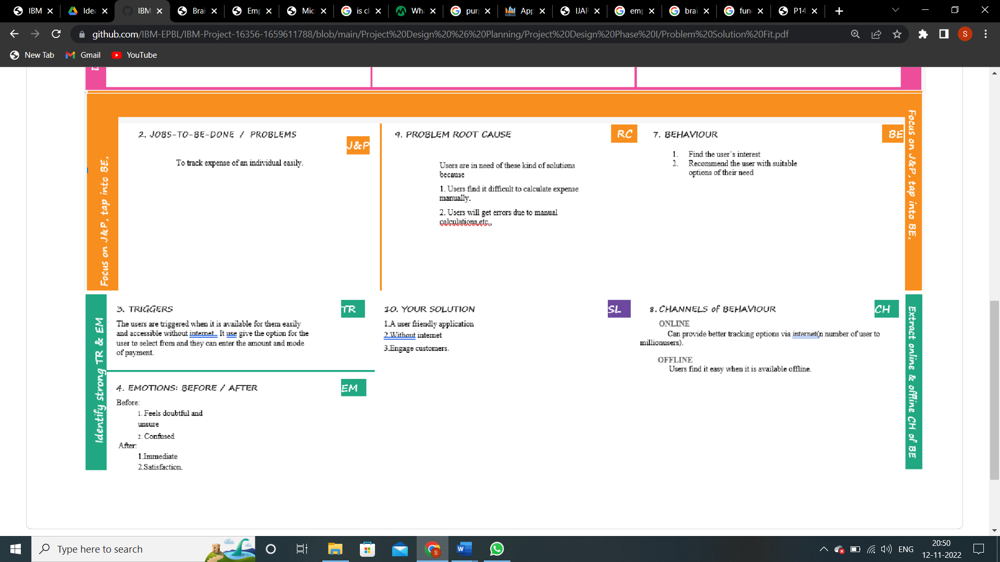 IBM
Idea
IBM
Brai
Emp
Mic
is cl
Wha
pur
App
IJAR
emp
brai
fun
P14
github.com/IBM-EPBL/IBM-Project-16356-1659611788/blob/main/Project%20Design%20%26%20Planning/Project%20Design%20Phase%20I/Problem%20Solution%20Fit.pdf
S
New Tab
Gmail
YouTube
Focus on J&P, tap into BE,
2. JOBS-TO-BE-DONE / PROBLEMS
J&P
To track expense of an individual easily.
9. PROBLEM ROOT CAUSE
RC
Users are in need of these kind of solutions
because
1. Users find it difficult to calculate expense
manually.
2. Users will get errors due to manual
calculations,etc..
7. BEHAVIOUR
BE
1. Find the user's interest
2. Recommend the user with suitable
options of their need
Focus on J&P, tap into BE,
Identify strong TR & EM
3. TRIGGERS
TR
The users are triggered when it is available for them easily
and accessible without internet. It use give the option for the
user to select from and they can enter the amount and mode
of payment.
4. EMOTIONS: BEFORE / AFTER
EM
Before:
1. Feels doubtful and
unsure
2. Confused
After:
1.Immediate
2.Satisfaction.
10. YOUR SOLUTION
SL
1.A user friendly application
2.Without internet
3.Engage customers.
8. CHANNELS of BEHAVIOUR
CH
ONLINE
Can provide better tracking options via internet(n number of user to
millionusers).
OFFLINE
Users find it easy when it is available offline.
Extract online & offline CH of BE
Type here to search
S
W
ENG
20:50
12-11-2022